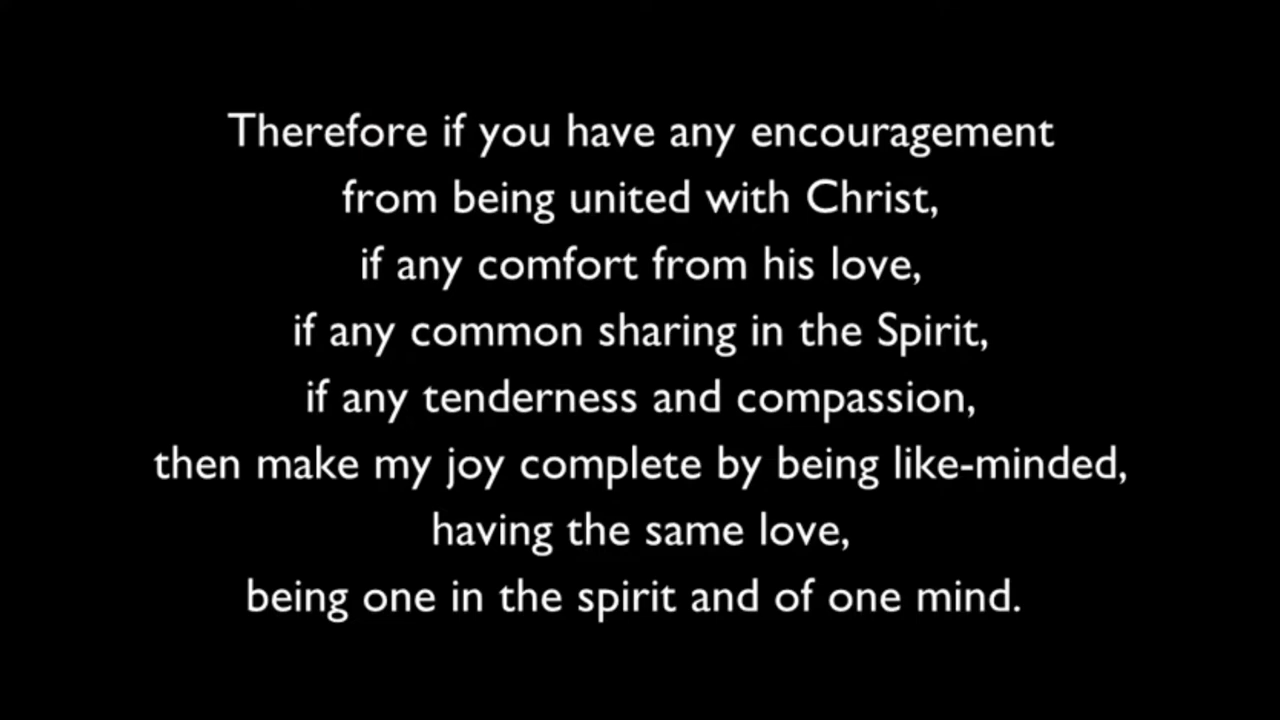 Therefore if you have any encouragement
from being united with Christ,
if any comfort from his love,
if any common sharing in the Spirit,
if any tenderness and compassion,
then make my joy complete by being like-minded,
having the same love,
being one in the spirit and of one mind.